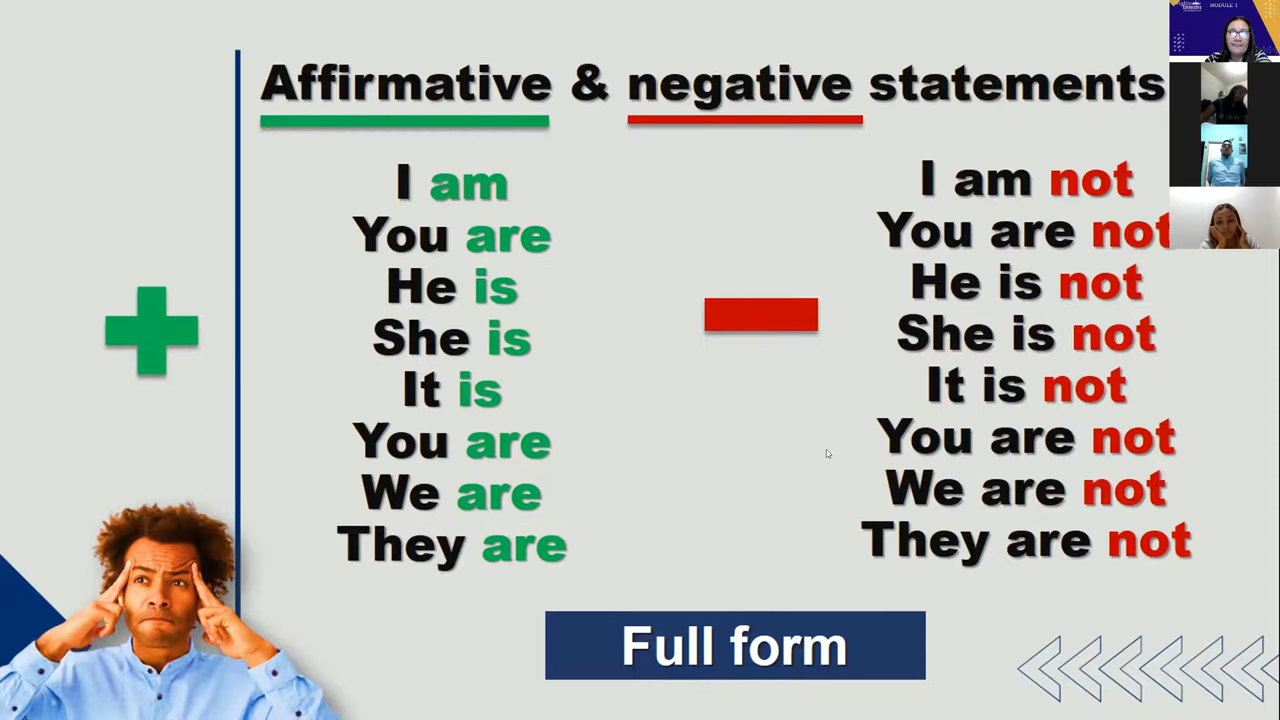 MODULE 1
Affirmative & negative statements
I am
You are
He is
She is
It is
You are
We are
They are
I am not
You are not
He is not
She is not
It is not
You are not
We are not
They are not
Full form